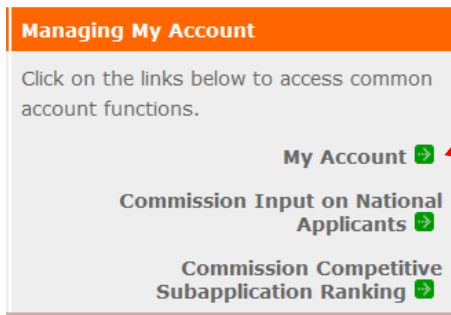 Managing My Account
Click on the links below to access common
account functions.
My Account
Commission Input on National
Applicants
Commission Competitive
Subapplication Ranking